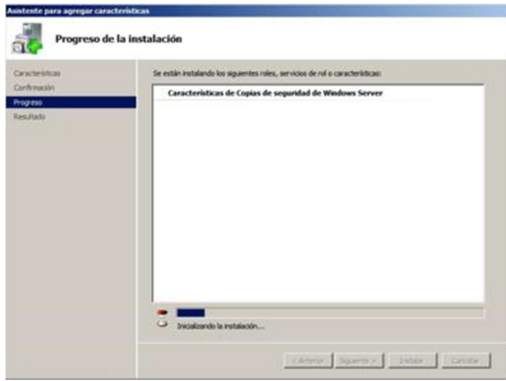 Asistente para agregar características
Progreso de la instalación
Características
Confirmación
Progreso
Resultado
Se están instalando los siguientes roles, servicios de rol o características:
Características de Copias de seguridad de Windows Server
Inicializando la instalación...
< Anterior
Siguiente >
Instalar
Cancelar